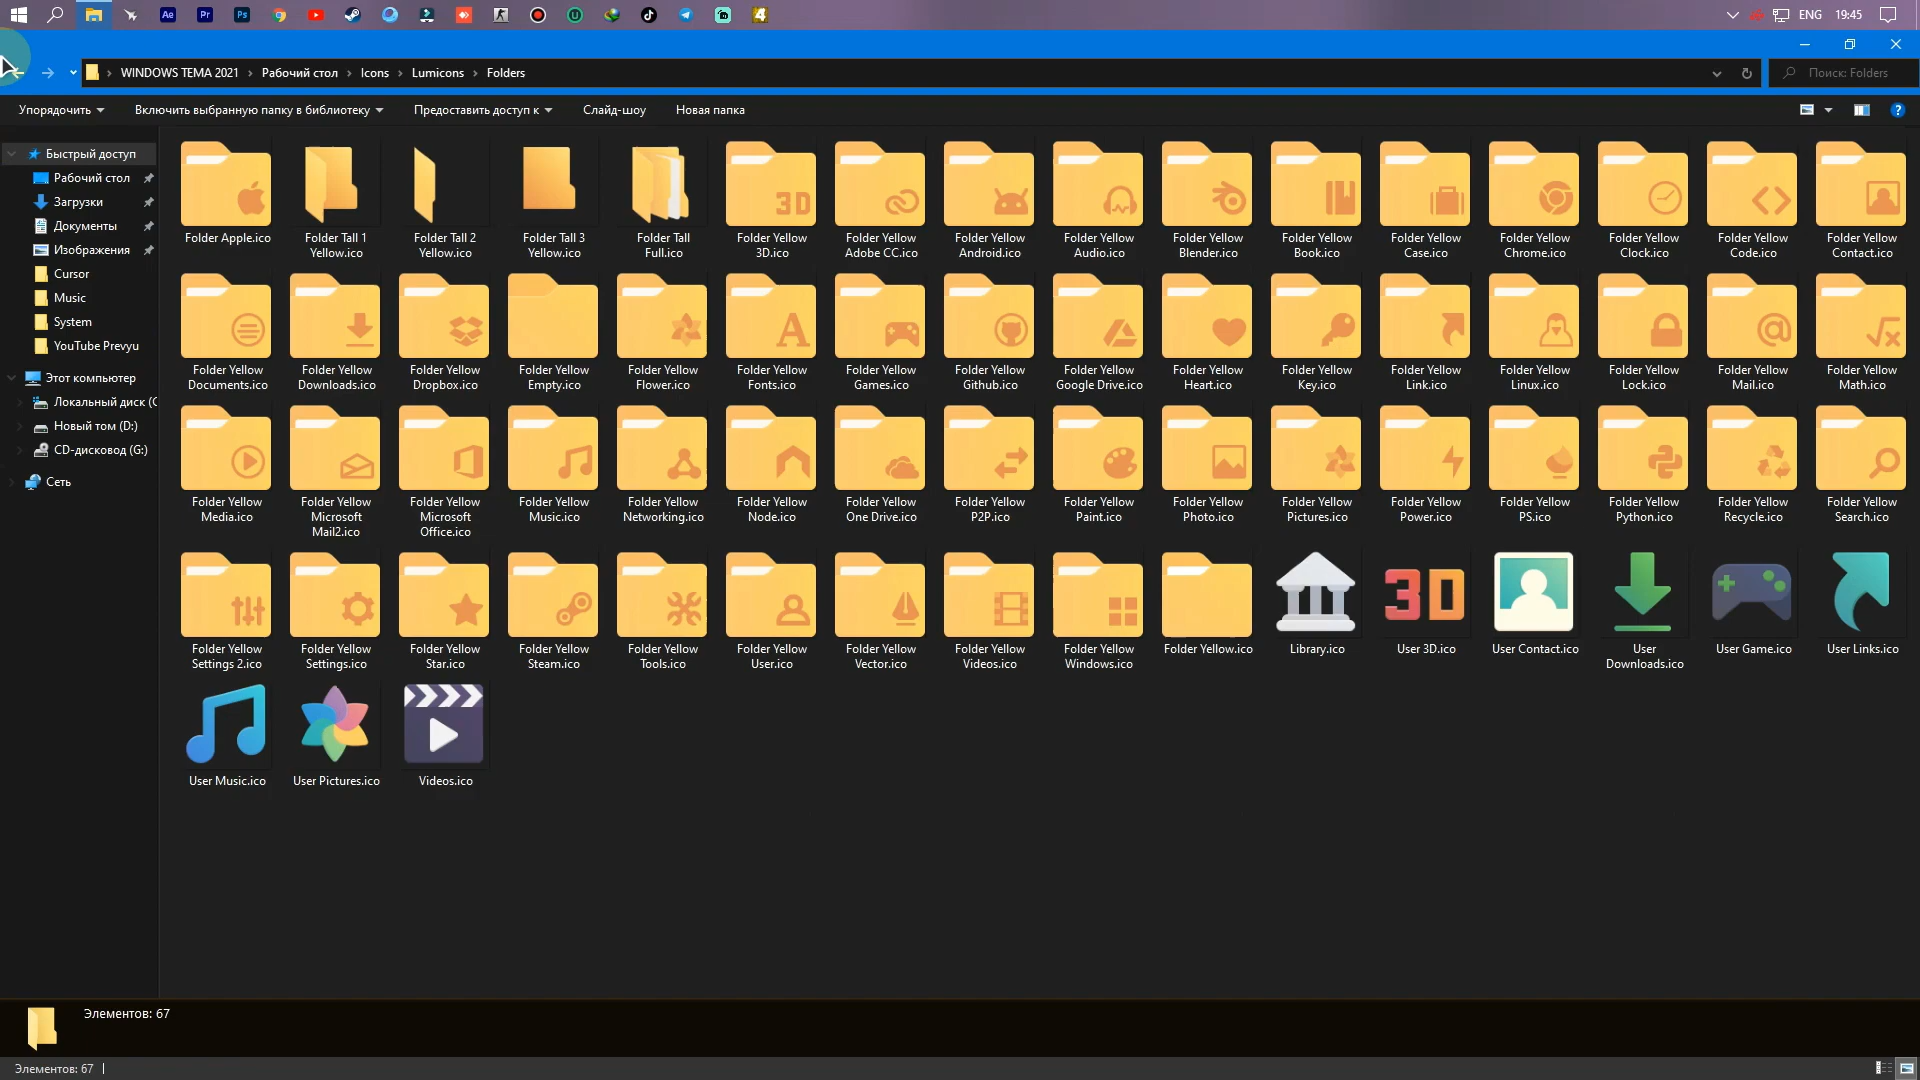 Ae
Pr
Ps
ENG
19:45
WINDOWS TEMA 2021
Рабочий стол
Icons
Lumicons
Folders
Поиск: Folders
Упорядочить
Включить выбранную папку в библиотеку
Предоставить доступ к
Слайд-шоу
Новая папка
Быстрый доступ
Рабочий стол
Загрузки
Документы
Изображения
Cursor
Music
System
YouTube Prevyu
Этот компьютер
Локальный диск (C
Новый том (D:)
CD-дисковод (G:)
Сеть
Folder Apple.ico
Folder Tall 1
Yellow.ico
Folder Tall 2
Yellow.ico
Folder Tall 3
Yellow.ico
Folder Tall
Full.ico
3D
Folder Yellow
3D.ico
Folder Yellow
Adobe CC.ico
Folder Yellow
Android.ico
Folder Yellow
Audio.ico
Folder Yellow
Blender.ico
Folder Yellow
Book.ico
Folder Yellow
Case.ico
Folder Yellow
Chrome.ico
Folder Yellow
Clock.ico
Folder Yellow
Code.ico
Folder Yellow
Contact.ico
Folder Yellow
Documents.ico
Folder Yellow
Downloads.ico
Folder Yellow
Dropbox.ico
Folder Yellow
Empty.ico
Folder Yellow
Flower.ico
A
Folder Yellow
Fonts.ico
Folder Yellow
Games.ico
Folder Yellow
Github.ico
Folder Yellow
Google Drive.ico
Folder Yellow
Heart.ico
Folder Yellow
Key.ico
Folder Yellow
Link.ico
Folder Yellow
Linux.ico
Folder Yellow
Lock.ico
@
Folder Yellow
Mail.ico
√x
Folder Yellow
Math.ico
Folder Yellow
Media.ico
Folder Yellow
Microsoft
Mail2.ico
Folder Yellow
Microsoft
Office.ico
Folder Yellow
Music.ico
Folder Yellow
Networking.ico
Folder Yellow
Node.ico
Folder Yellow
One Drive.ico
Folder Yellow
P2P.ico
Folder Yellow
Paint.ico
Folder Yellow
Photo.ico
Folder Yellow
Pictures.ico
Folder Yellow
Power.ico
Folder Yellow
PS.ico
Folder Yellow
Python.ico
Folder Yellow
Recycle.ico
Folder Yellow
Search.ico
Folder Yellow
Settings 2.ico
Folder Yellow
Settings.ico
Folder Yellow
Star.ico
Folder Yellow
Steam.ico
Folder Yellow
Tools.ico
Folder Yellow
User.ico
Folder Yellow
Vector.ico
Folder Yellow
Videos.ico
Folder Yellow
Windows.ico
Folder Yellow.ico
Library.ico
3D
User 3D.ico
User Contact.ico
User
Downloads.ico
User Game.ico
User Links.ico
User Music.ico
User Pictures.ico
Videos.ico
Элементов: 67
Элементов: 67